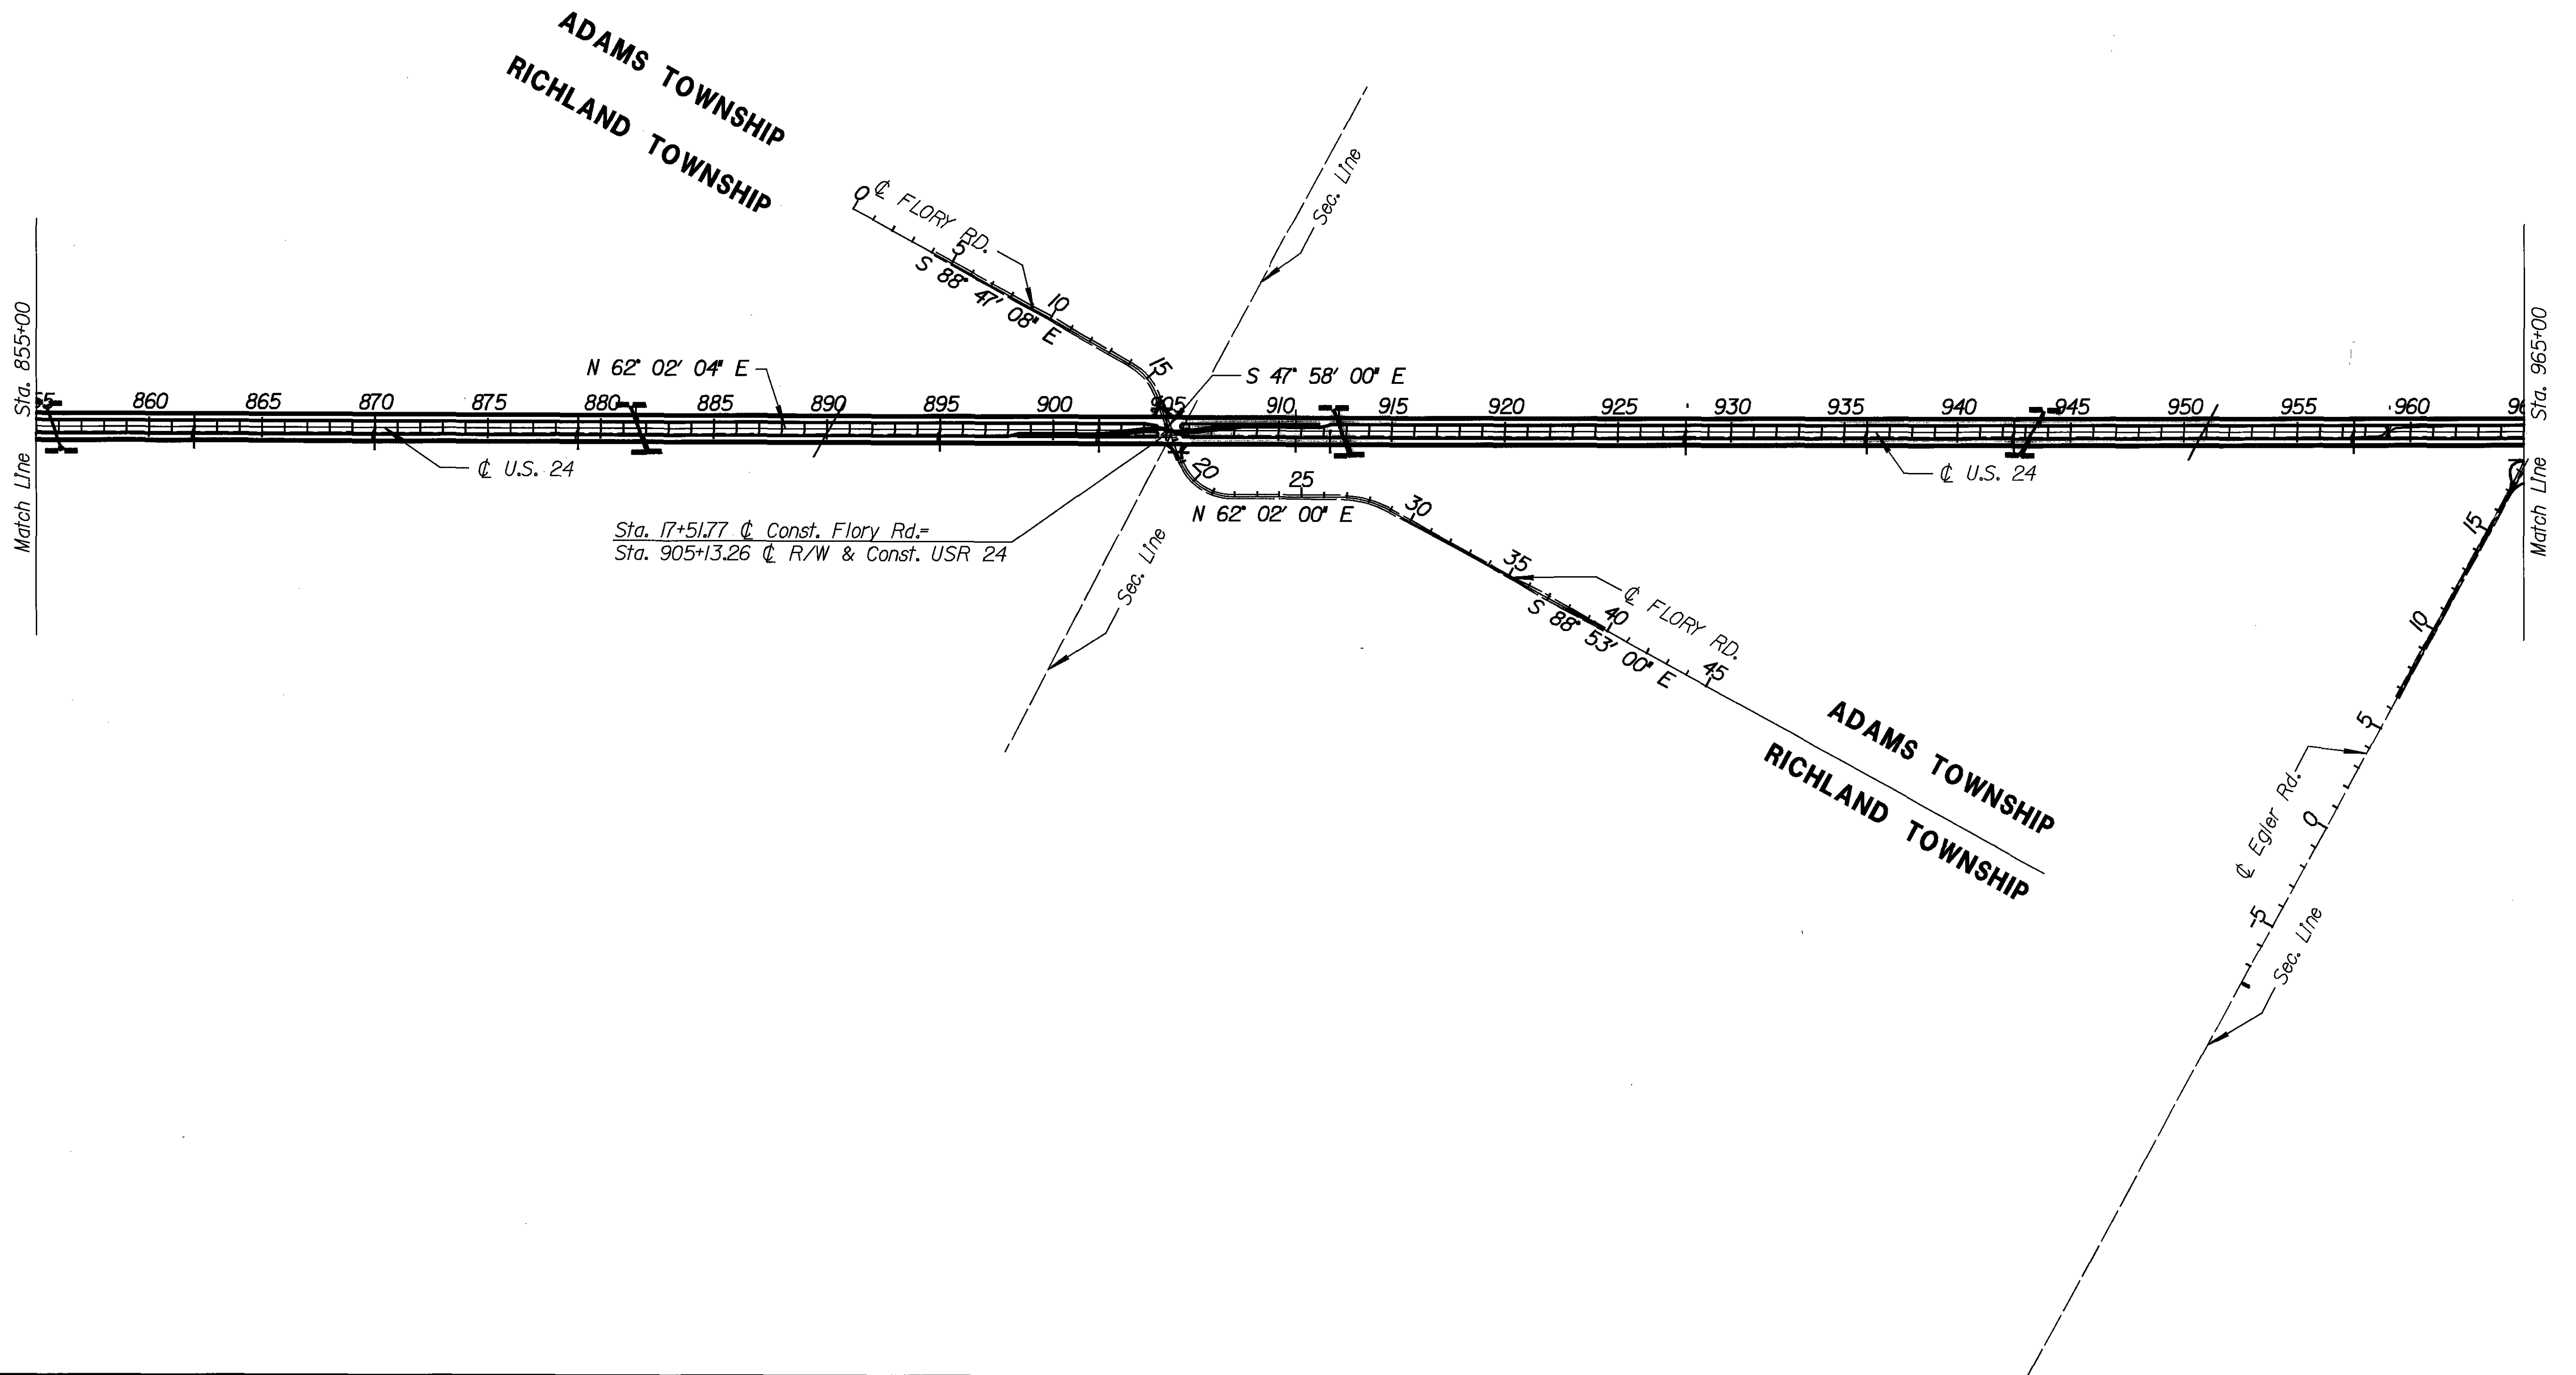 ADAMS TOWNSHIP
RICHLAND TOWNSHIP
0
℄ FLORY RD.
5
S 88° 47' 08" E
10
15
Sec. Line
Match Line Sta. 855+00
N 62° 02' 04" E
S 47° 58' 00" E
860 865 870 875 880 885 890 895 900 905 910 915 920 925 930 935 940 945 950 955 960
℄ U.S. 24
℄ U.S. 24
Match Line Sta. 965+00
20
25
N 62° 02' 00" E
30
Sta. 17+51.77 ℄ Const. Flory Rd.=
Sta. 905+13.26 ℄ R/W & Const. USR 24
Sec. Line
35
℄ FLORY RD.
40
S 88° 53' 00" E
45
ADAMS TOWNSHIP
RICHLAND TOWNSHIP
15
10
5
℄ Egler Rd.
0
-5
Sec. Line